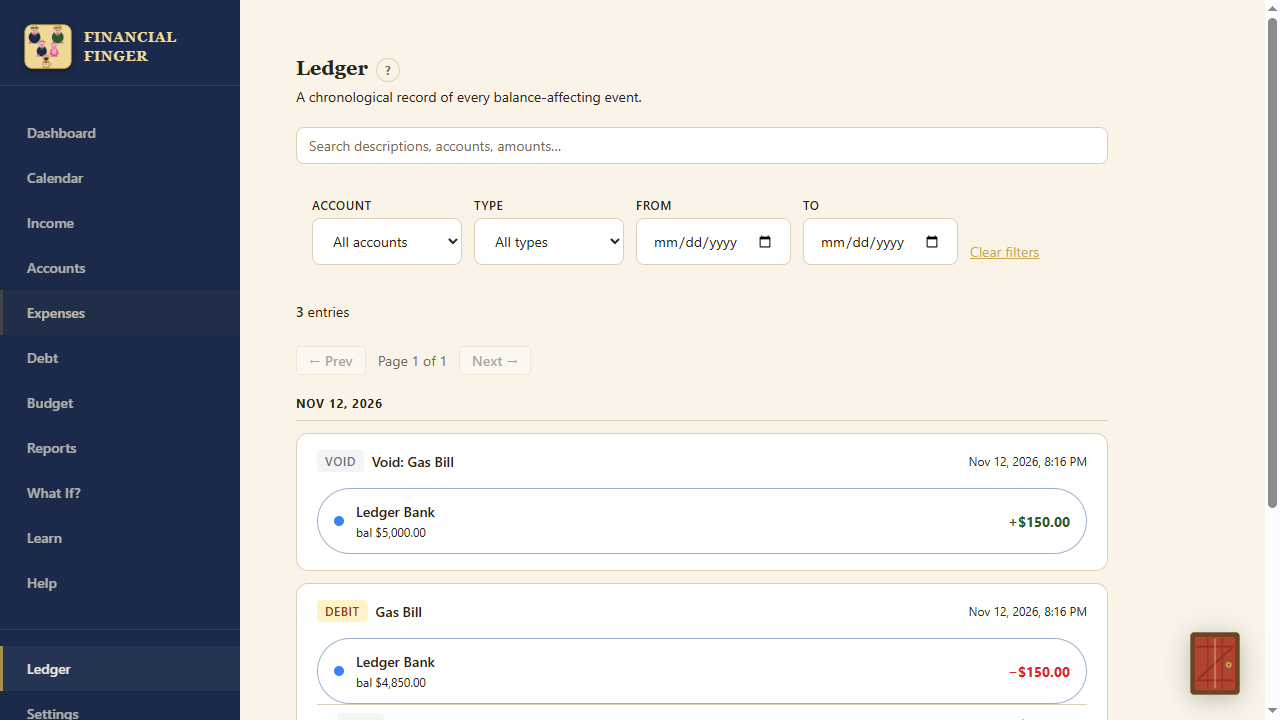 FINANCIAL
FINGER
Dashboard
Calendar
Income
Accounts
Expenses
Debt
Budget
Reports
What If?
Learn
Help
Ledger
Settings
Ledger ?
A chronological record of every balance-affecting event.
Search descriptions, accounts, amounts...
ACCOUNT TYPE FROM TO
All accounts All types mm/dd/yyyy mm/dd/yyyy Clear filters
3 entries
← Prev Page 1 of 1 Next →
NOV 12, 2026
VOID Void: Gas Bill Nov 12, 2026, 8:16 PM
Ledger Bank
bal $5,000.00
+$150.00
DEBIT Gas Bill Nov 12, 2026, 8:16 PM
Ledger Bank
bal $4,850.00
−$150.00